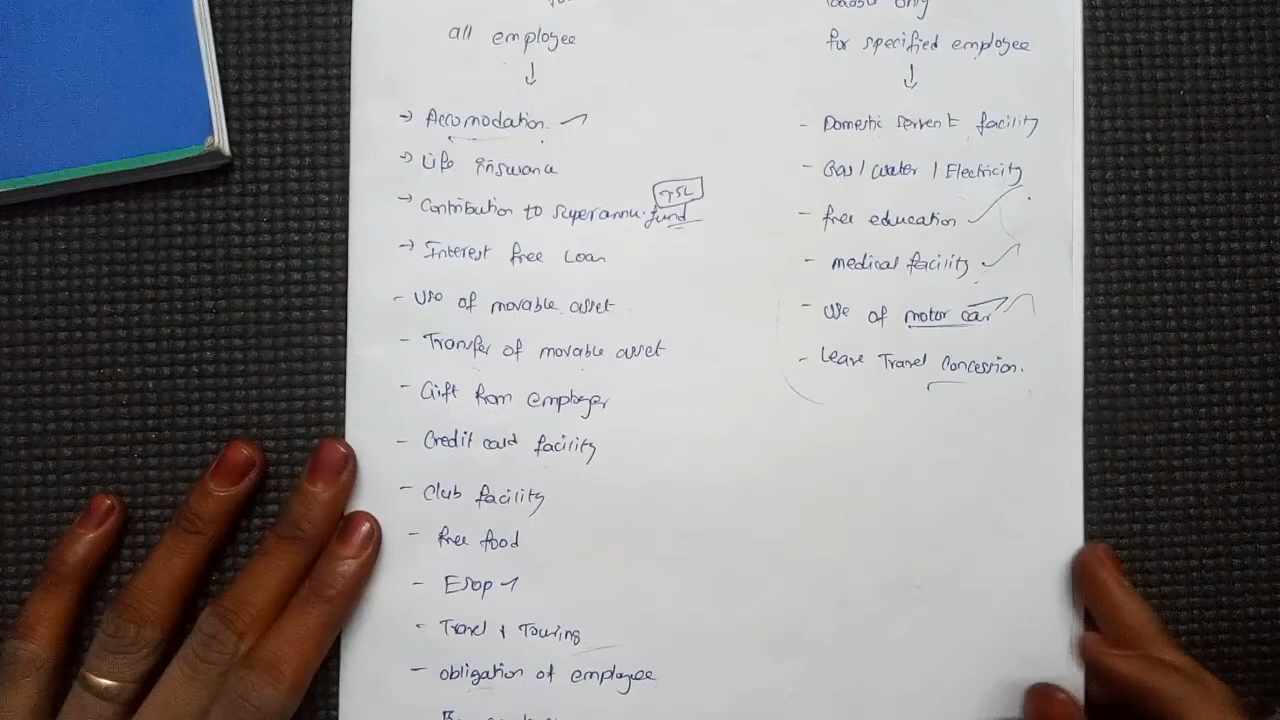 all employee
↓
→ Accomodation
→ Life insurance
→ Contribution to superannu. fund
→ Interest free Loan
- Use of movable asset
- Transfer of movable asset
- Gift from employer
- Credit card facility
- Club facility
- free food
- Esop
- Travel & Touring
- obligation of employee
only
for specified employee
↓
- Domestic servent facility
- Gas / water / Electricity
- free education
- medical facility
- Use of motor car
- Leave Travel Concession.